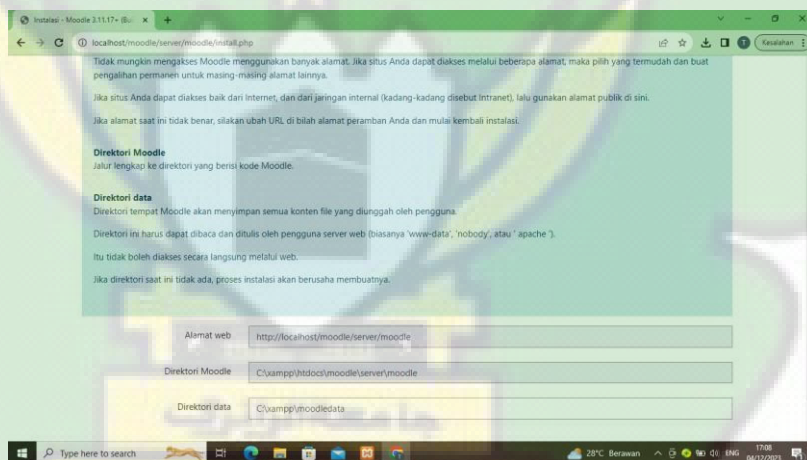 Instalasi - Moodle 3.11.17+ (Bu
localhost/moodle/server/moodle/install.php
Kesalahan
Tidak mungkin mengakses Moodle menggunakan banyak alamat. Jika situs Anda dapat diakses melalui beberapa alamat, maka pilih yang termudah dan buat
pengalihan permanen untuk masing-masing alamat lainnya.
Jika situs Anda dapat diakses baik dari Internet, dan dari jaringan internal (kadang-kadang disebut Intranet), lalu gunakan alamat publik di sini.
Jika alamat saat ini tidak benar, silakan ubah URL di bilah alamat peramban Anda dan mulai kembali instalasi.
Direktori Moodle
Jalur lengkap ke direktori yang berisi kode Moodle.
Direktori data
Direktori tempat Moodle akan menyimpan semua konten file yang diunggah oleh pengguna.
Direktori ini harus dapat dibaca dan ditulis oleh pengguna server web (biasanya 'www-data', 'nobody', atau ' apache ').
Itu tidak boleh diakses secara langsung melalui web.
Jika direktori saat ini tidak ada, proses instalasi akan berusaha membuatnya.
Alamat web http://localhost/moodle/server/moodle
Direktori Moodle C:\xampp\htdocs\moodle\server\moodle
Direktori data C:\xampp\moodledata
Type here to search
28°C Berawan ENG 17:08
04/12/2023